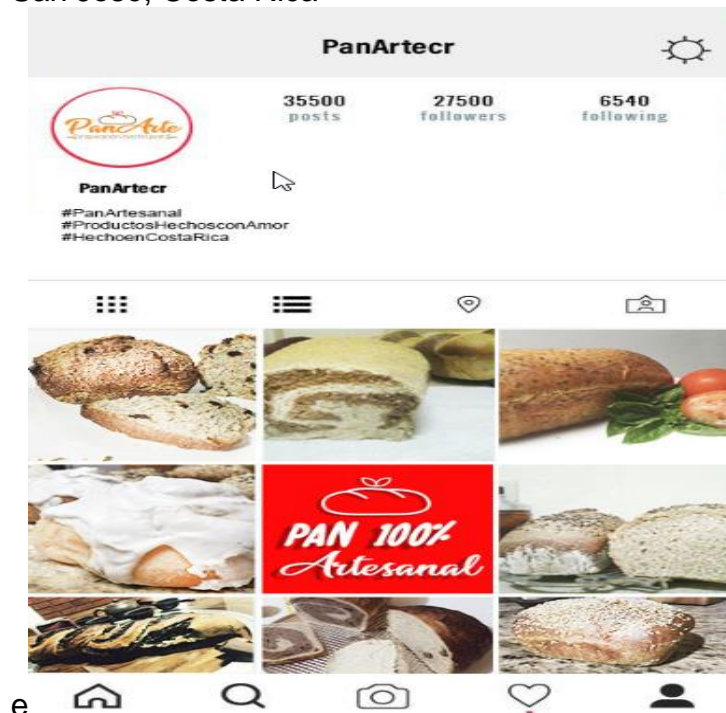 San José, Costa Rica
PanArtecr
35500 27500 6540
posts followers following
PanArte
PanArtecr
#PanArtesanal
#ProductosHechosconAmor
#HechoenCostaRica
PAN 100%
Artesanal
e